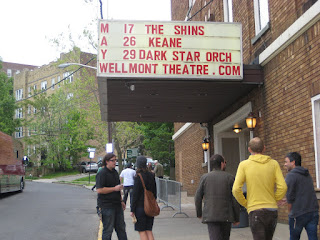 M 17 THE SHINS
A 26 KEANE
Y 29 DARK STAR ORCH
WELLMONT THEATRE.COM